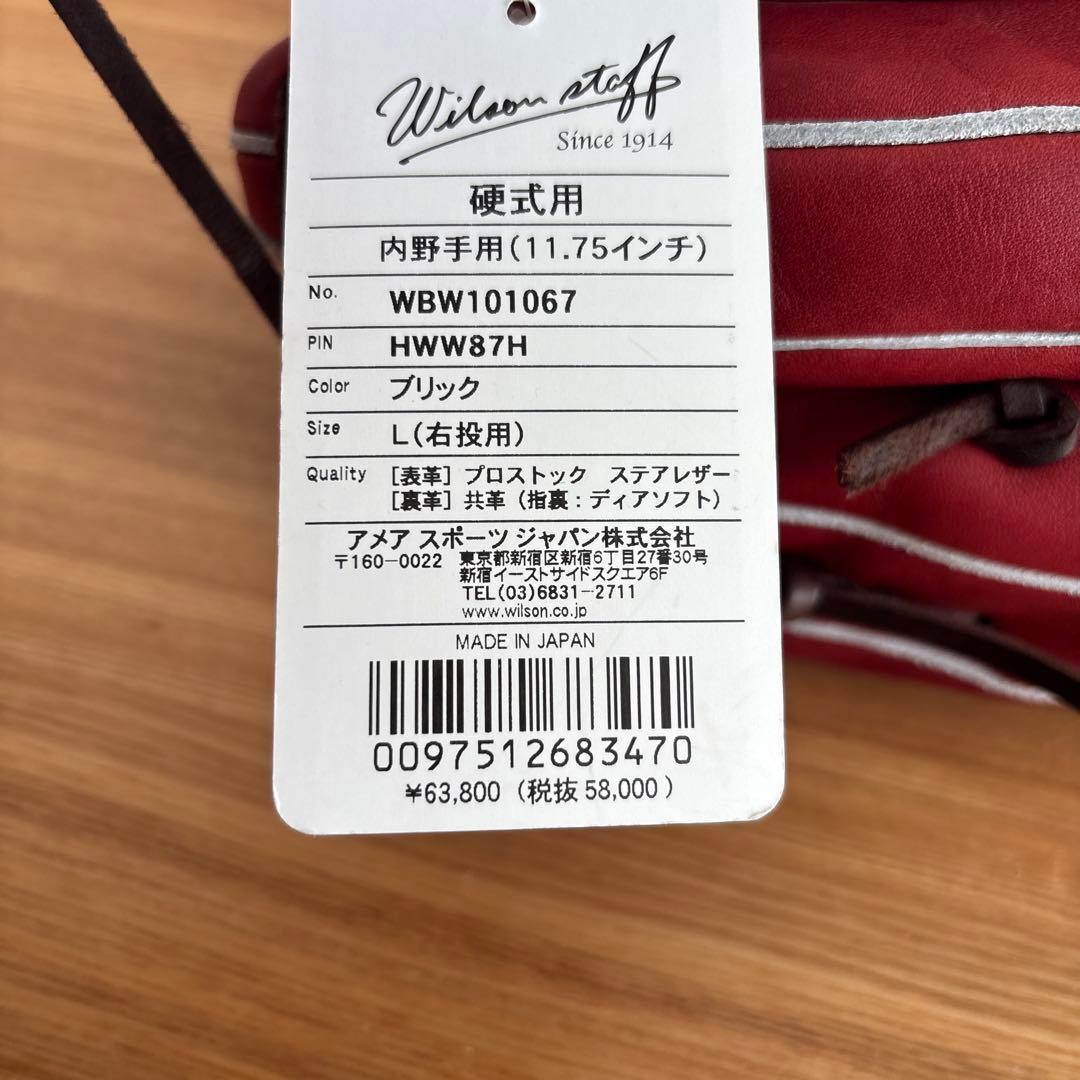 Wilson staff
Since 1914
硬式用
内野手用(11.75インチ)
No. WBW101067
PIN HWW87H
Color ブリック
Size L(右投用)
Quality [表革] プロストック ステアレザー
[裏革] 共革 (指裏:ディアソフト)
アメア スポーツ ジャパン株式会社
〒160-0022 東京都新宿区新宿6丁目27番30号
新宿イーストサイドスクエア6F
TEL(03)6831-2711
www.wilson.co.jp
MADE IN JAPAN
0097512683470
¥63,800 (税抜 58,000)